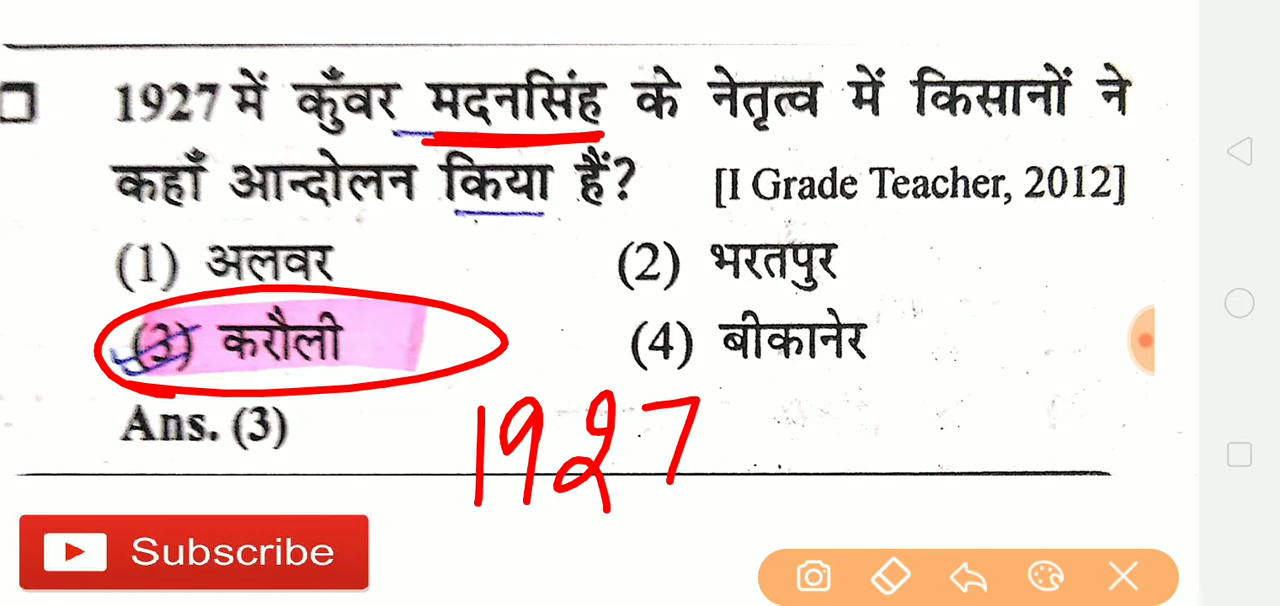 1927 में कुँवर मदनसिंह के नेतृत्व में किसानों ने
कहाँ आन्दोलन किया हैं? [I Grade Teacher, 2012]
(1) अलवर (2) भरतपुर
(3) करौली (4) बीकानेर
Ans. (3)
1927
Subscribe